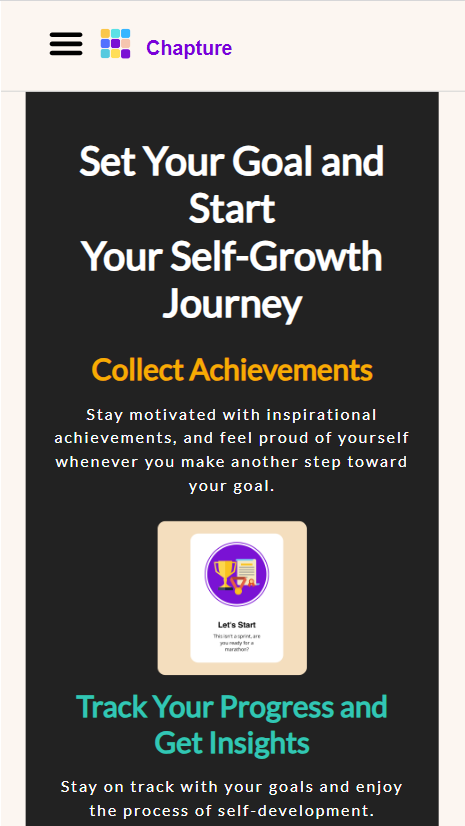 Chapture
Set Your Goal and
Start
Your Self-Growth
Journey
Collect Achievements
Stay motivated with inspirational
achievements, and feel proud of yourself
whenever you make another step toward
your goal.
Let's Start
This isn't a sprint, are
you ready for a
marathon?
Track Your Progress and
Get Insights
Stay on track with your goals and enjoy
the process of self-development.